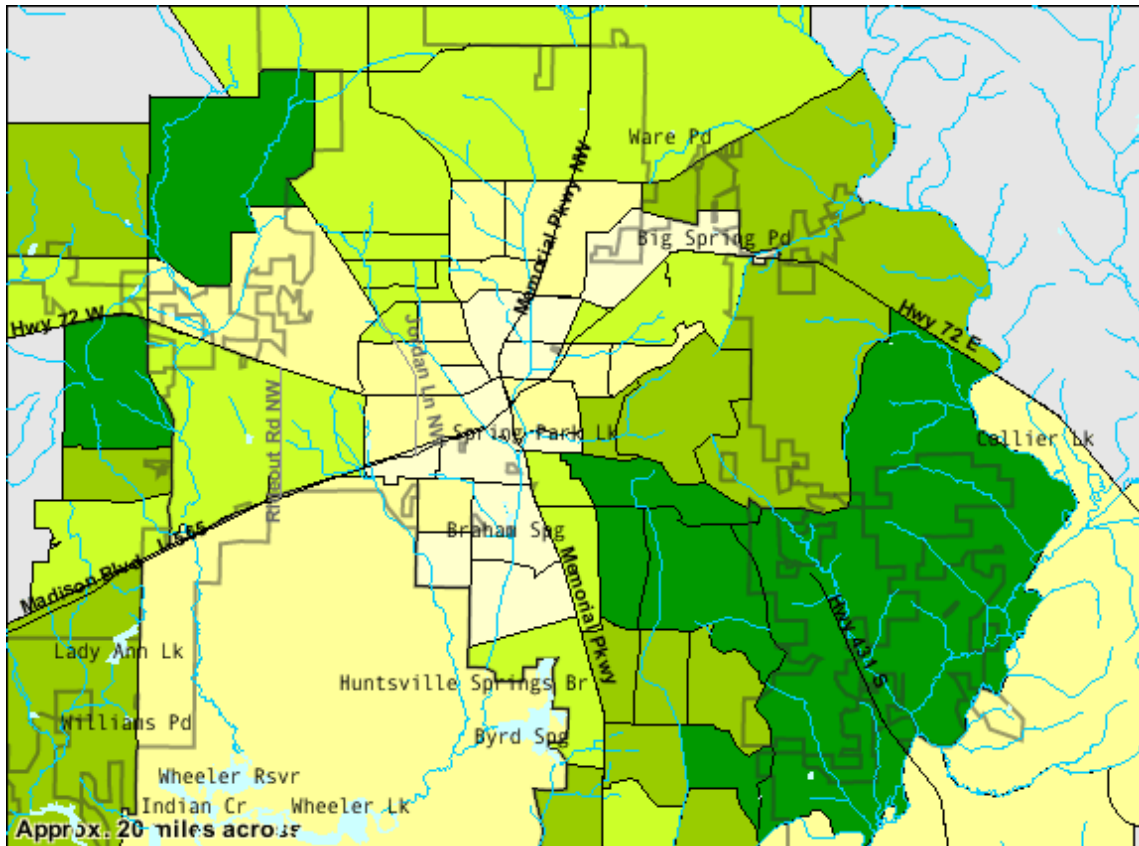 Ware Pd
Memorial Pkwy NW
Big Spring Pd
Hwy 72 W
Hwy 72 E
Jordan Ln NW
Rideout Rd NW
Spring Park Lk
Collier Lk
Braham Spg
Madison Blvd
I-565
Memorial Pkwy
Hwy 431 S
Lady Ann Lk
Huntsville Springs Br
Williams Pd
Byrd Spg
Wheeler Rsvr
Indian Cr
Wheeler Lk
Approx. 20 miles across